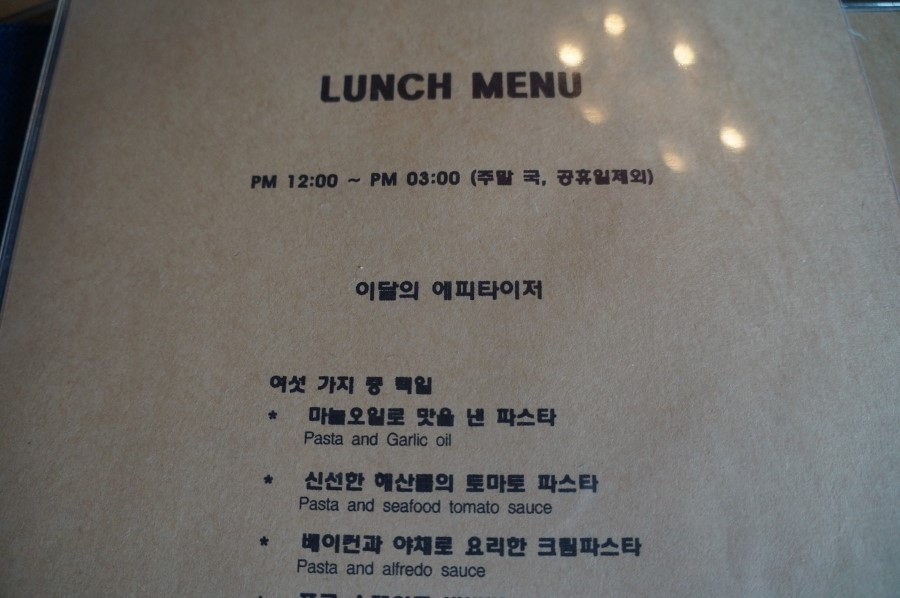 LUNCH MENU
PM 12:00 ~ PM 03:00 (주말 국, 공휴일제외)
이달의 에피타이저
여섯 가지 중 택일
* 마늘오일로 맛을 낸 파스타
Pasta and Garlic oil
* 신선한 해산물의 토마토 파스타
Pasta and seafood tomato sauce
* 베이컨과 야채로 요리한 크림파스타
Pasta and alfredo sauce